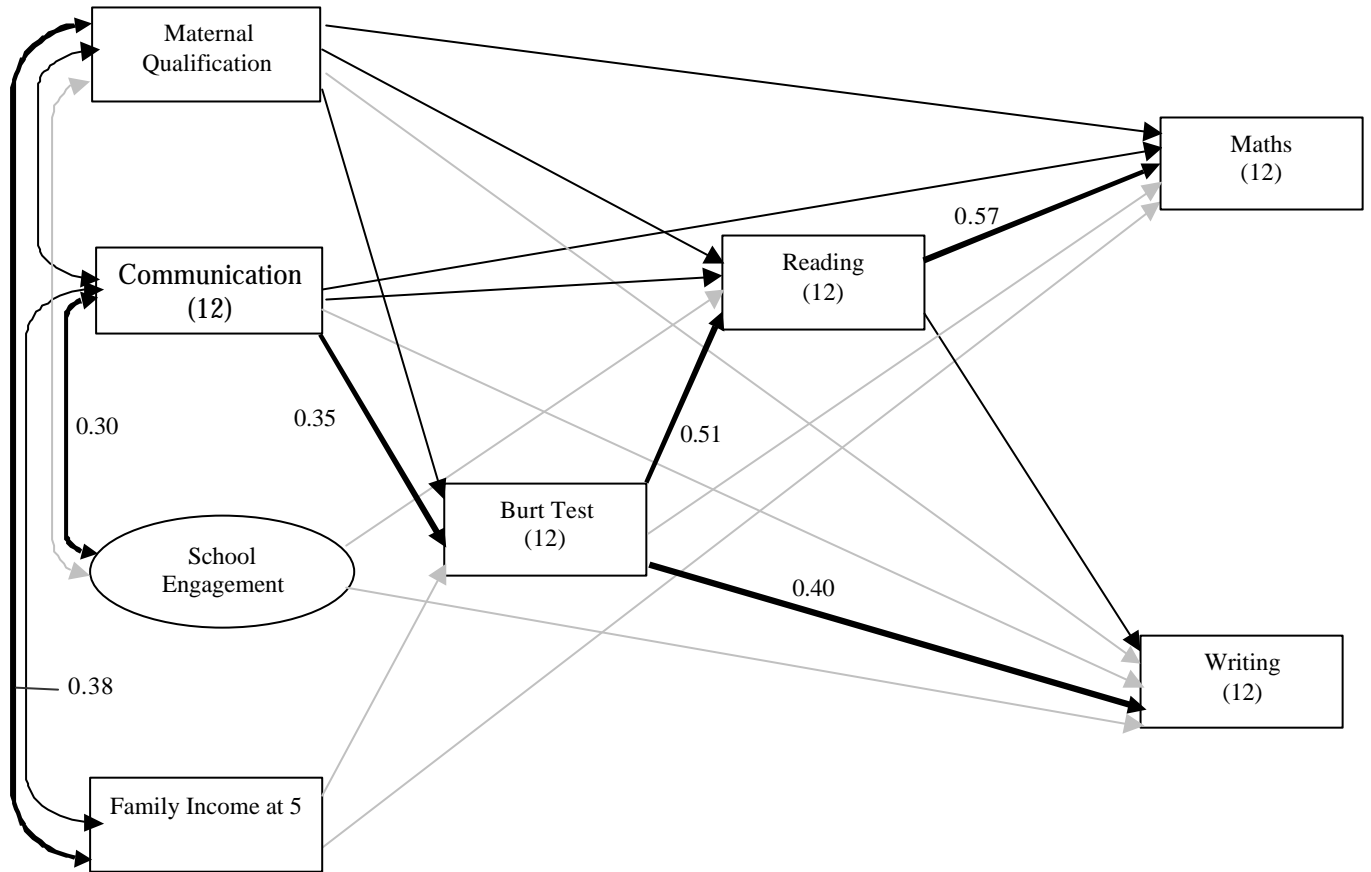 Maternal
Qualification
Maths
(12)
0.57
Communication
(12)
Reading
(12)
0.30
0.35
0.51
Burt Test
(12)
School
Engagement
0.40
0.38
Writing
(12)
Family Income at 5